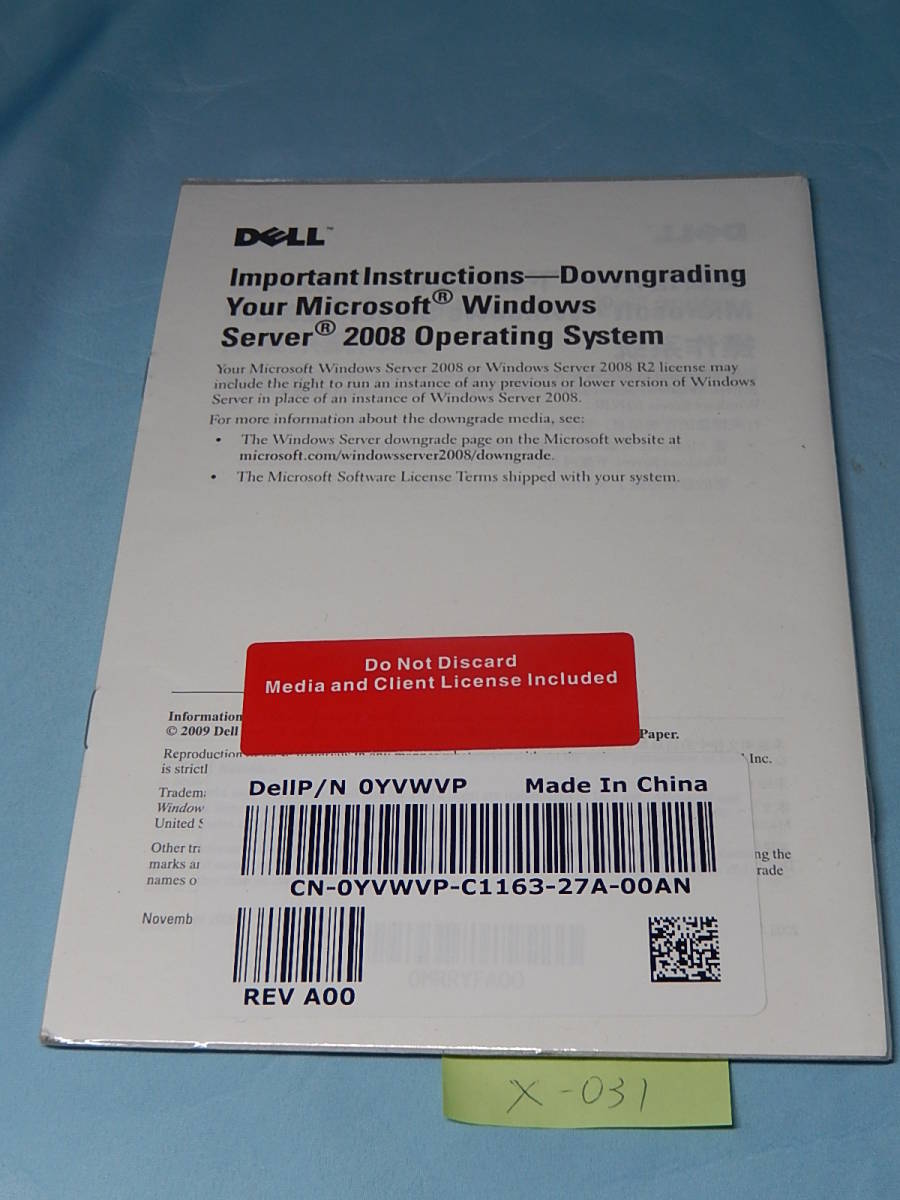 DELL™
Important Instructions—Downgrading
Your Microsoft® Windows
Server® 2008 Operating System
Your Microsoft Windows Server 2008 or Windows Server 2008 R2 license may
include the right to run an instance of any previous or lower version of Windows
Server in place of an instance of Windows Server 2008.
For more information about the downgrade media, see:
• The Windows Server downgrade page on the Microsoft website at
microsoft.com/windowsserver2008/downgrade.
• The Microsoft Software License Terms shipped with your system.
Do Not Discard
Media and Client License Included
Information
© 2009 Dell Paper.
Reproduction Inc.
is strictl
Tradem
Window
United S
Other tr ng the
marks ar rade
names o
Novemb
DellP/N 0YVWVP Made In China
CN-0YVWVP-C1163-27A-00AN
REV A00
X-031